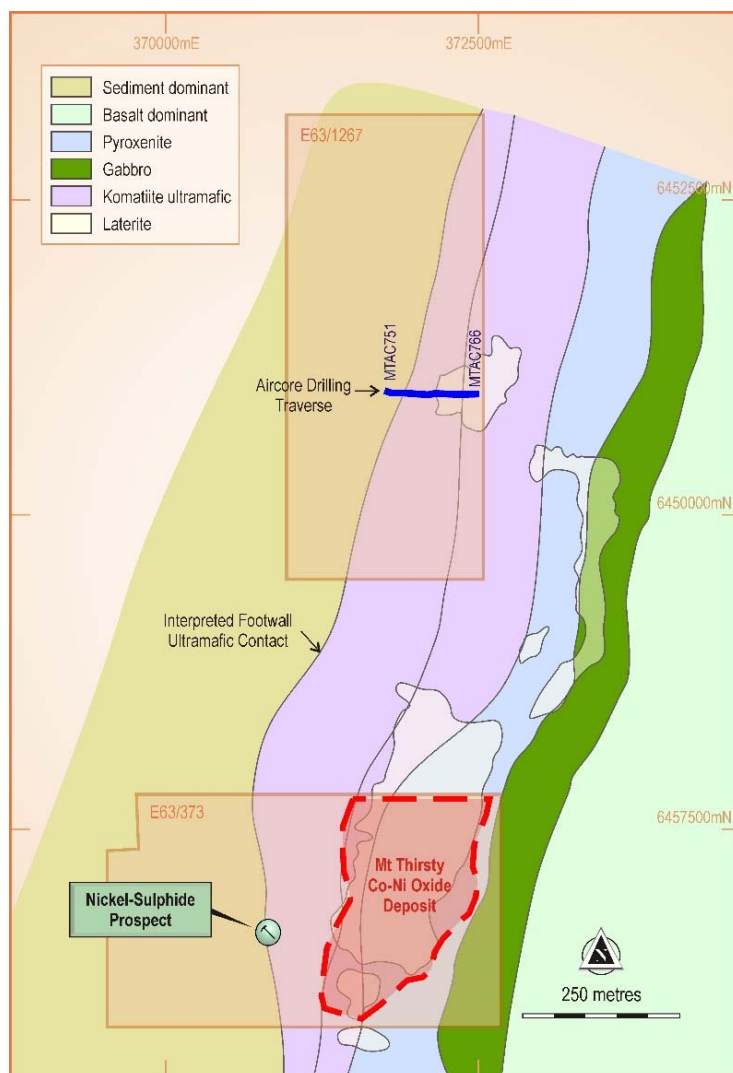 370000mE
372500mE
Sediment dominant
Basalt dominant
Pyroxenite
Gabbro
Komatiite ultramafic
Laterite
E63/1267
6452500mN
MTAC751
MTAC766
Aircore Drilling
Traverse
6450000mN
Interpreted Footwall
Ultramafic Contact
E63/373
6457500mN
Mt Thirsty
Co-Ni Oxide
Deposit
Nickel-Sulphide
Prospect
N
250 metres